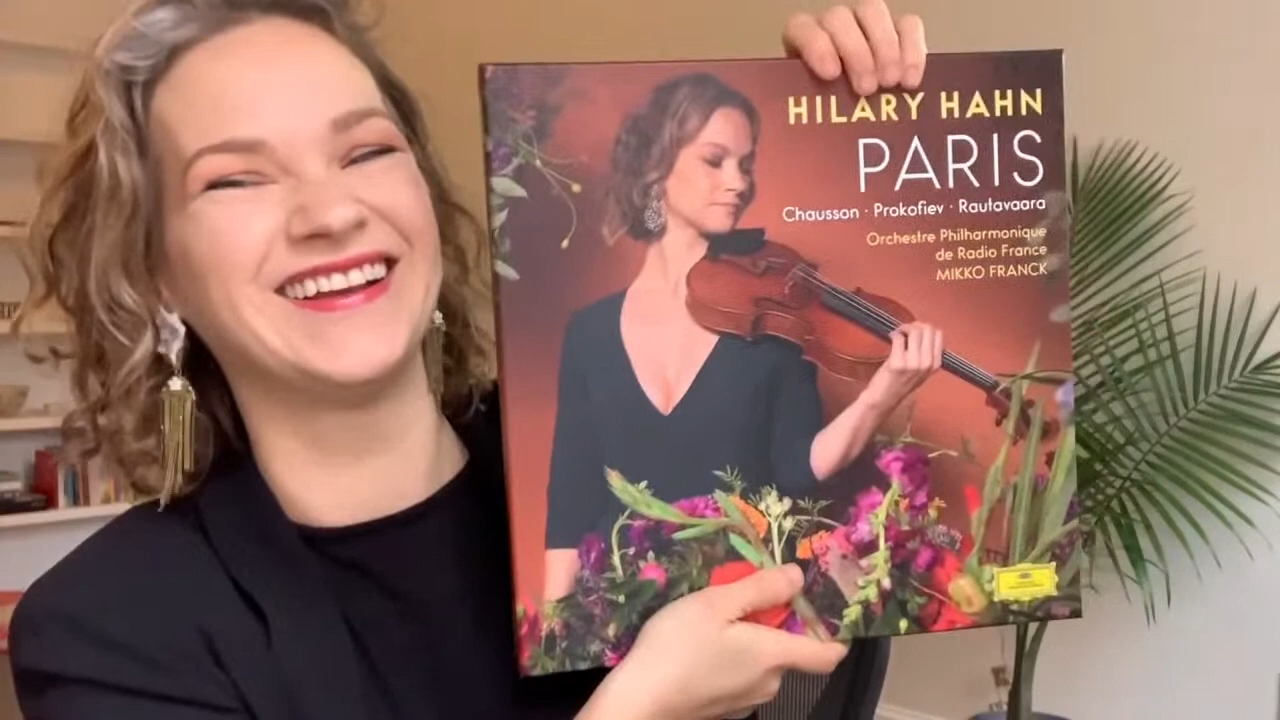 HILARY HAHN
PARIS
Chausson · Prokofiev · Rautavaara
Orchestre Philharmonique
de Radio France
MIKKO FRANCK